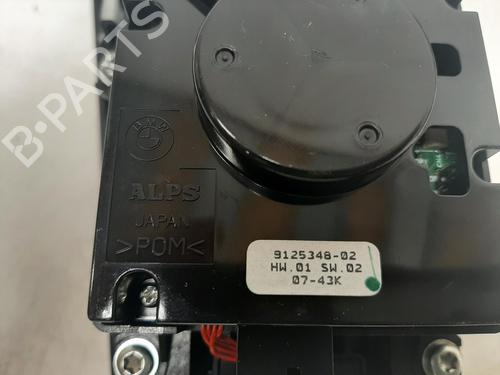 B-PARTS
BMW
ALPS
JAPAN
>POM<
9125348-02
HW.01 SW.02
07-43K